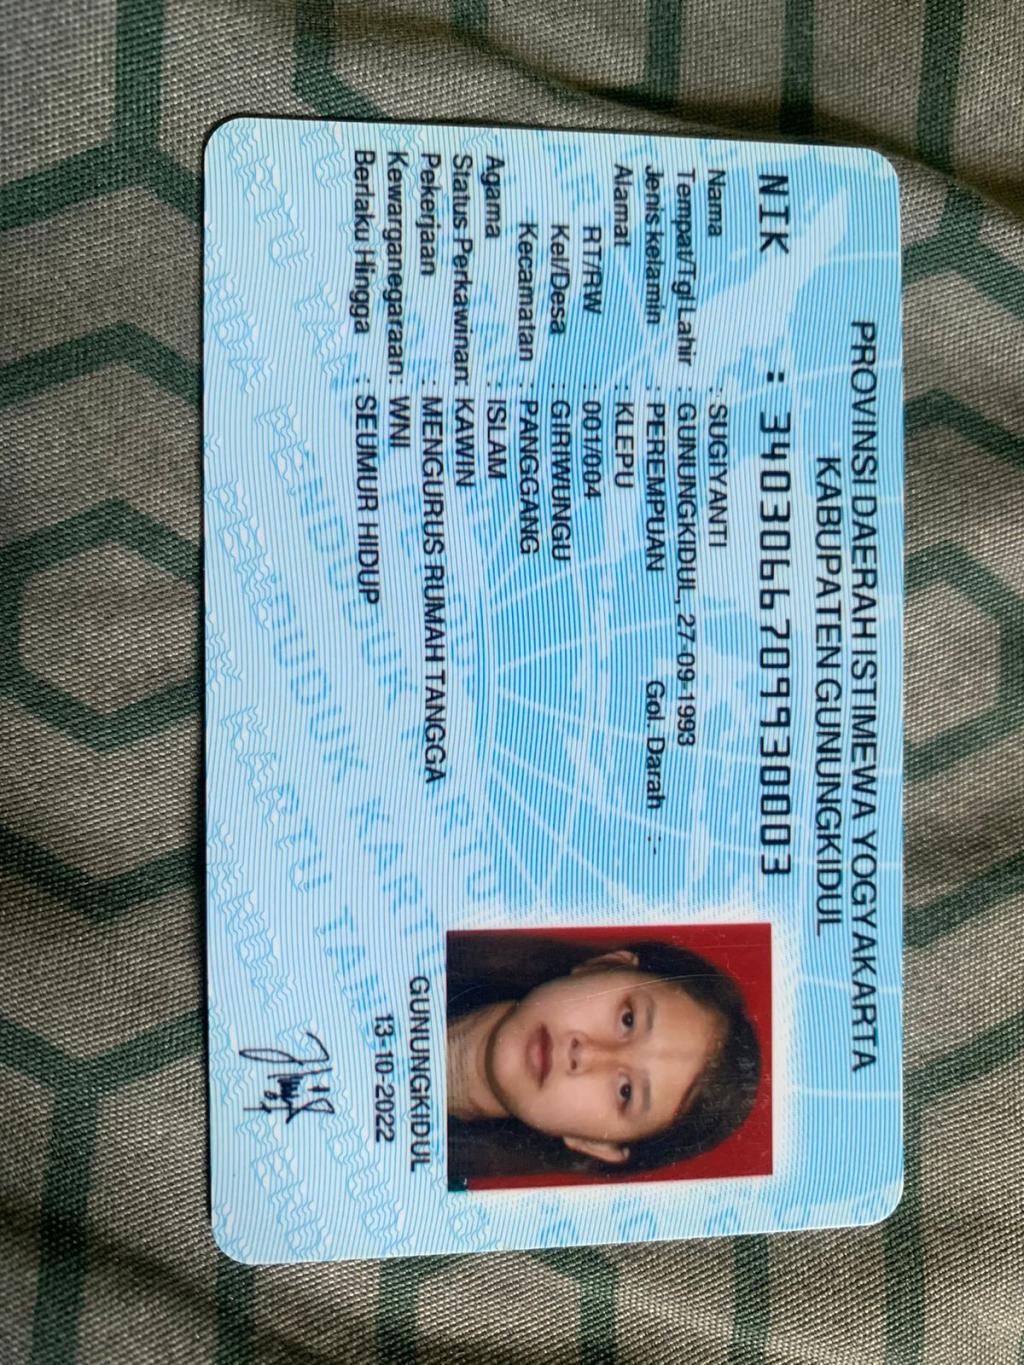 PROVINSI DAERAH ISTIMEWA YOGYAKARTA
KABUPATEN GUNUNGKIDUL
NIK : 3403066709930003
Nama : SUGIYANTI
Tempat/Tgl Lahir : GUNUNGKIDUL, 27-09-1993
Jenis kelamin : PEREMPUAN Gol. Darah :-
Alamat : KLEPU
RT/RW : 001/004
Kel/Desa : GIRIWUNGU
Kecamatan : PANGGANG
Agama : ISLAM
Status Perkawinan: KAWIN
Pekerjaan : MENGURUS RUMAH TANGGA
Kewarganegaraan: WNI
Berlaku Hingga : SEUMUR HIDUP
GUNUNGKIDUL
13-10-2022